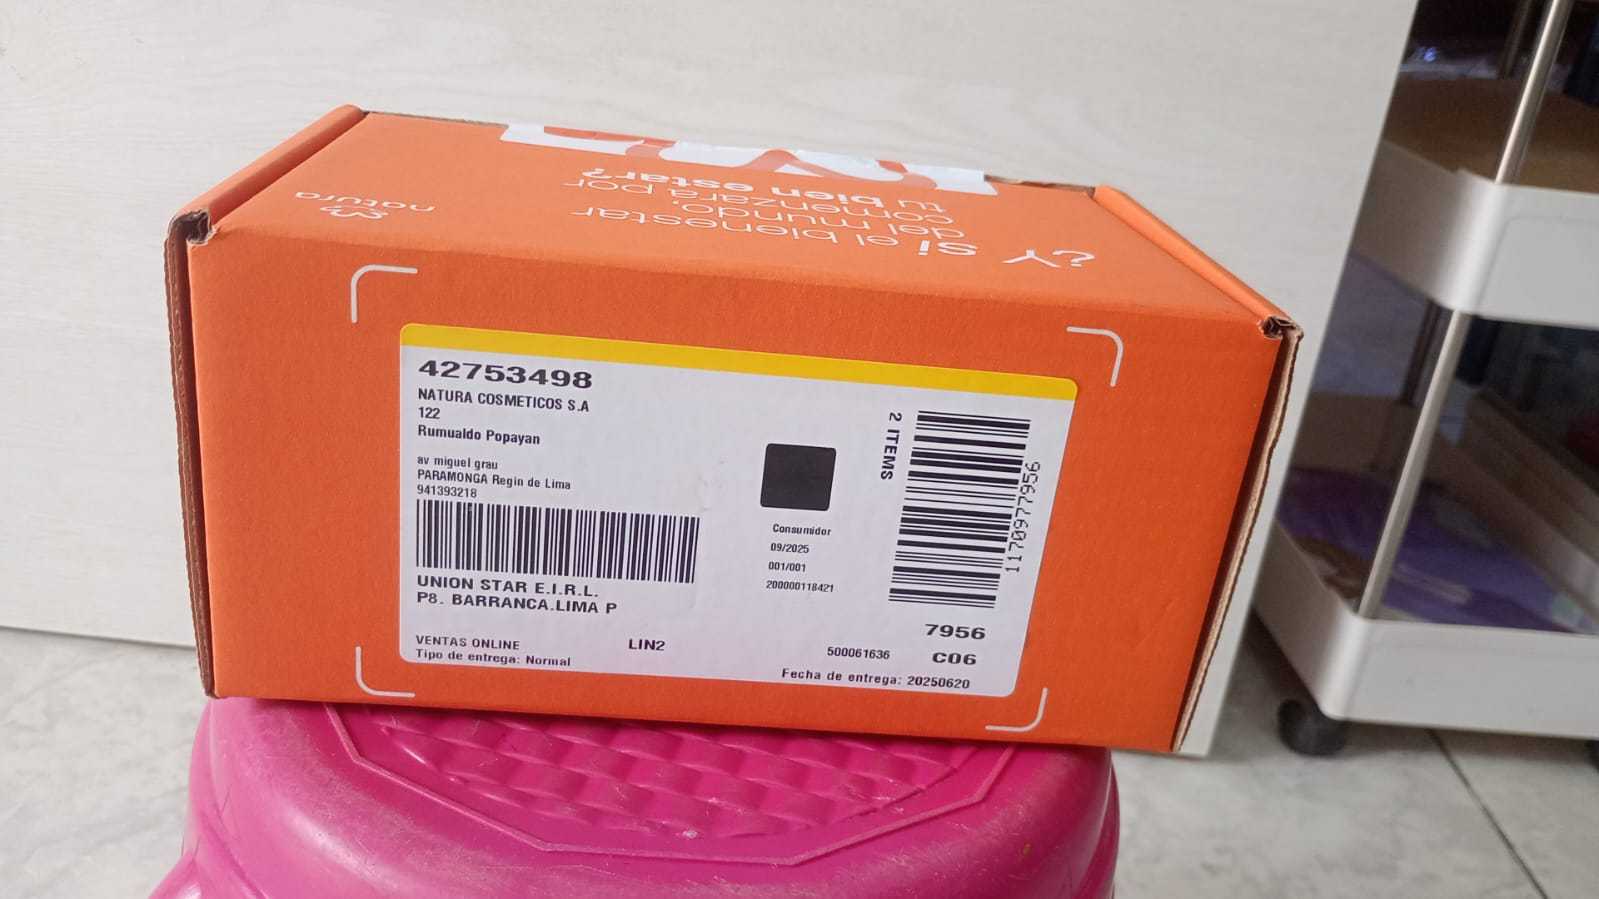 ¿Y si el bienestar
del mundo,
comenzará por
tu bien estar?
natura
42753498
NATURA COSMETICOS S.A
122
Rumualdo Popayan
av miguel grau
PARAMONGA Regin de Lima
941393218
UNION STAR E.I.R.L.
P8. BARRANCA.LIMA P
VENTAS ONLINE
LIN2
Tipo de entrega: Normal
Consumidor
09/2025
001/001
200000118421
2 ITEMS
1170977956
7956
500061636
C06
Fecha de entrega: 20250620